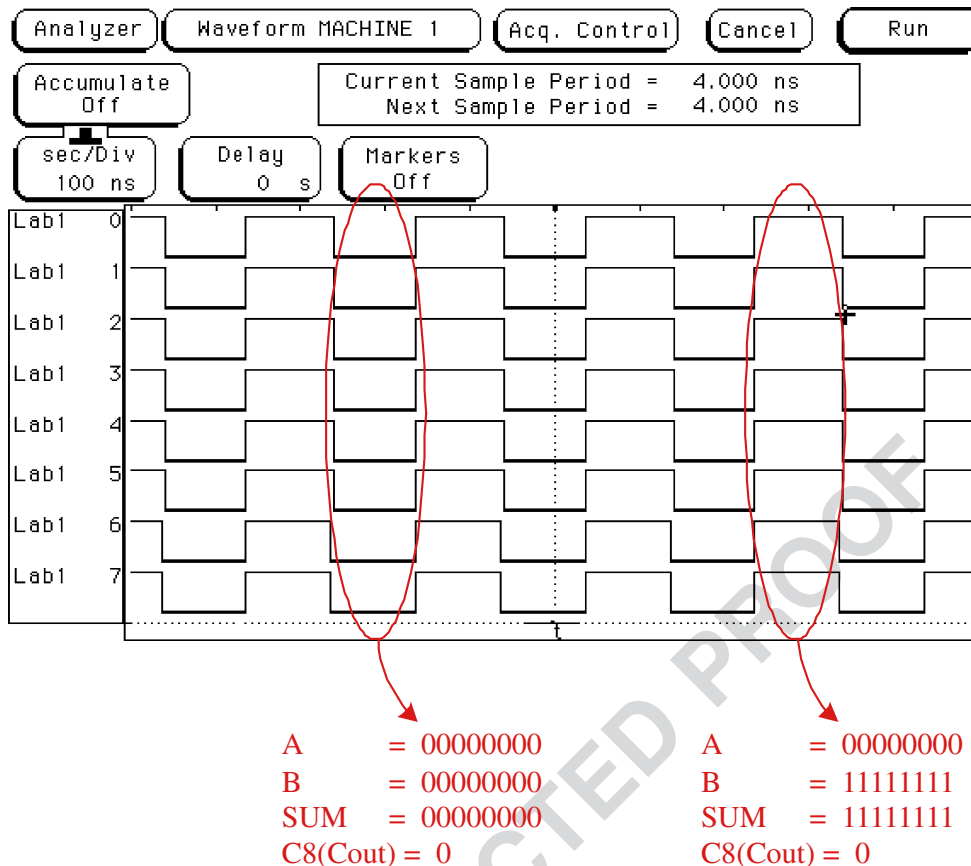 Analyzer Waveform MACHINE 1 Acq. Control Cancel Run
Accumulate
Off
Current Sample Period = 4.000 ns
Next Sample Period = 4.000 ns
sec/Div
100 ns
Delay
0 s
Markers
Off
Lab1 0
Lab1 1
Lab1 2
Lab1 3
Lab1 4
Lab1 5
Lab1 6
Lab1 7
t
A = 00000000
B = 00000000
SUM = 00000000
C8(Cout) = 0
A = 00000000
B = 11111111
SUM = 11111111
C8(Cout) = 0
CTED PROOF